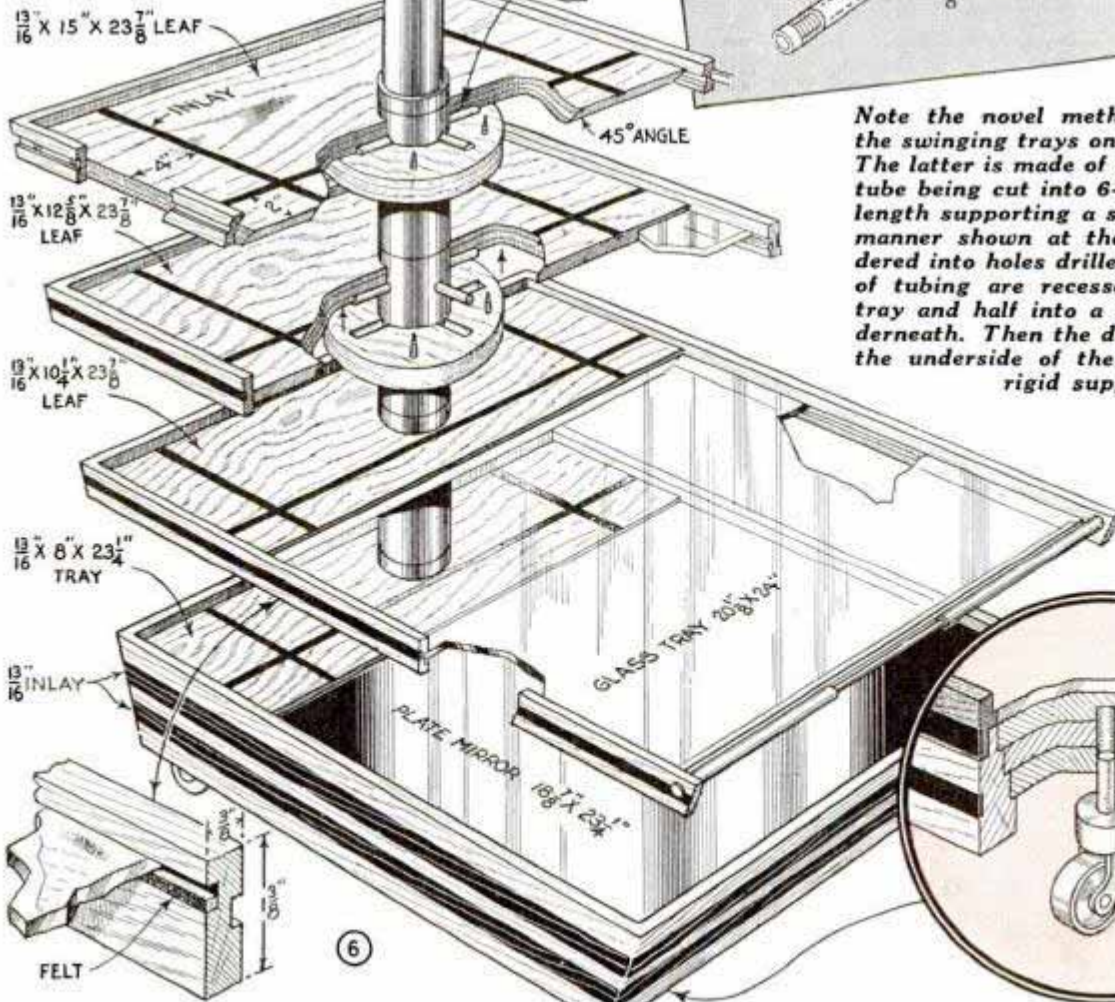 13/16" X 15" X 23 7/8" LEAF
INLAY
4"
2"
45° ANGLE
13/16" X 12 5/8" X 23 7/8"
LEAF
13/16" X 10 1/4" X 23 7/8"
LEAF
13/16" X 8" X 23 1/4"
TRAY
13/16" INLAY
GLASS TRAY 20 3/8" X 24"
PLATE MIRROR 18 7/8" X 23 1/4"
FELT
6
Note the novel meth
the swinging trays on
The latter is made of
tube being cut into 6-
length supporting a s
manner shown at the
dered into holes drille
of tubing are recess
tray and half into a
derneath. Then the d
the underside of the
rigid sup